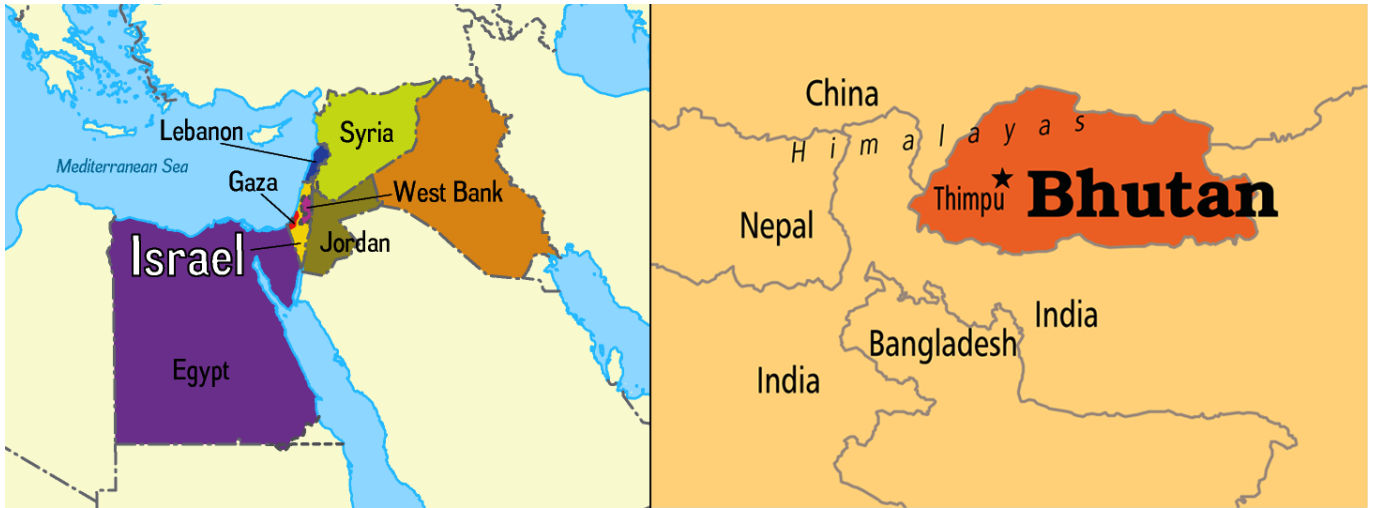 Lebanon
Syria
Mediterranean Sea
Gaza
West Bank
Israel
Jordan
Egypt
China
Himalayas
Thimpu
Bhutan
Nepal
India
Bangladesh
India